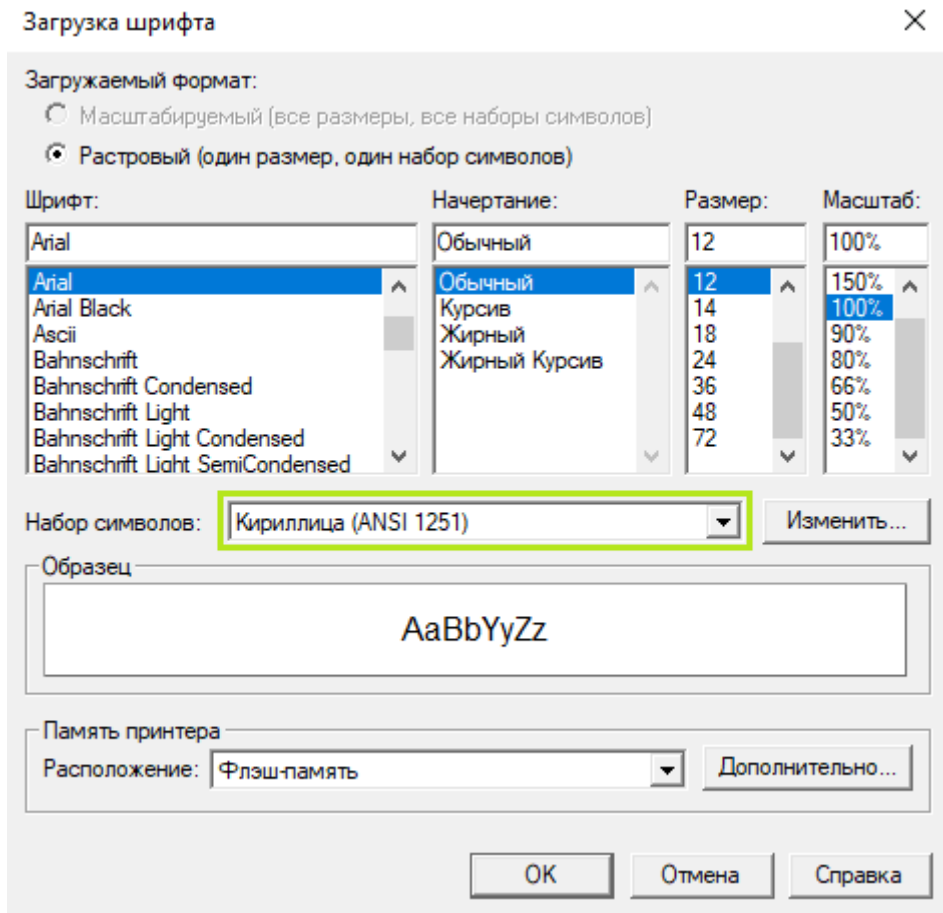 Загрузка шрифта
Загружаемый формат:
Масштабируемый (все размеры, все наборы символов)
Растровый (один размер, один набор символов)
Шрифт: Начертание: Размер: Масштаб:
Arial Обычный 12 100%
Arial Обычный 12 150%
Arial Black Курсив 14 100%
Ascii Жирный 18 90%
Bahnschrift Жирный Курсив 24 80%
Bahnschrift Condensed 36 66%
Bahnschrift Light 48 50%
Bahnschrift Light Condensed 72 33%
Bahnschrift Light SemiCondensed
Набор символов: Кириллица (ANSI 1251) Изменить...
Образец
AaBbYyZz
Память принтера
Расположение: Флэш-память Дополнительно...
OK Отмена Справка